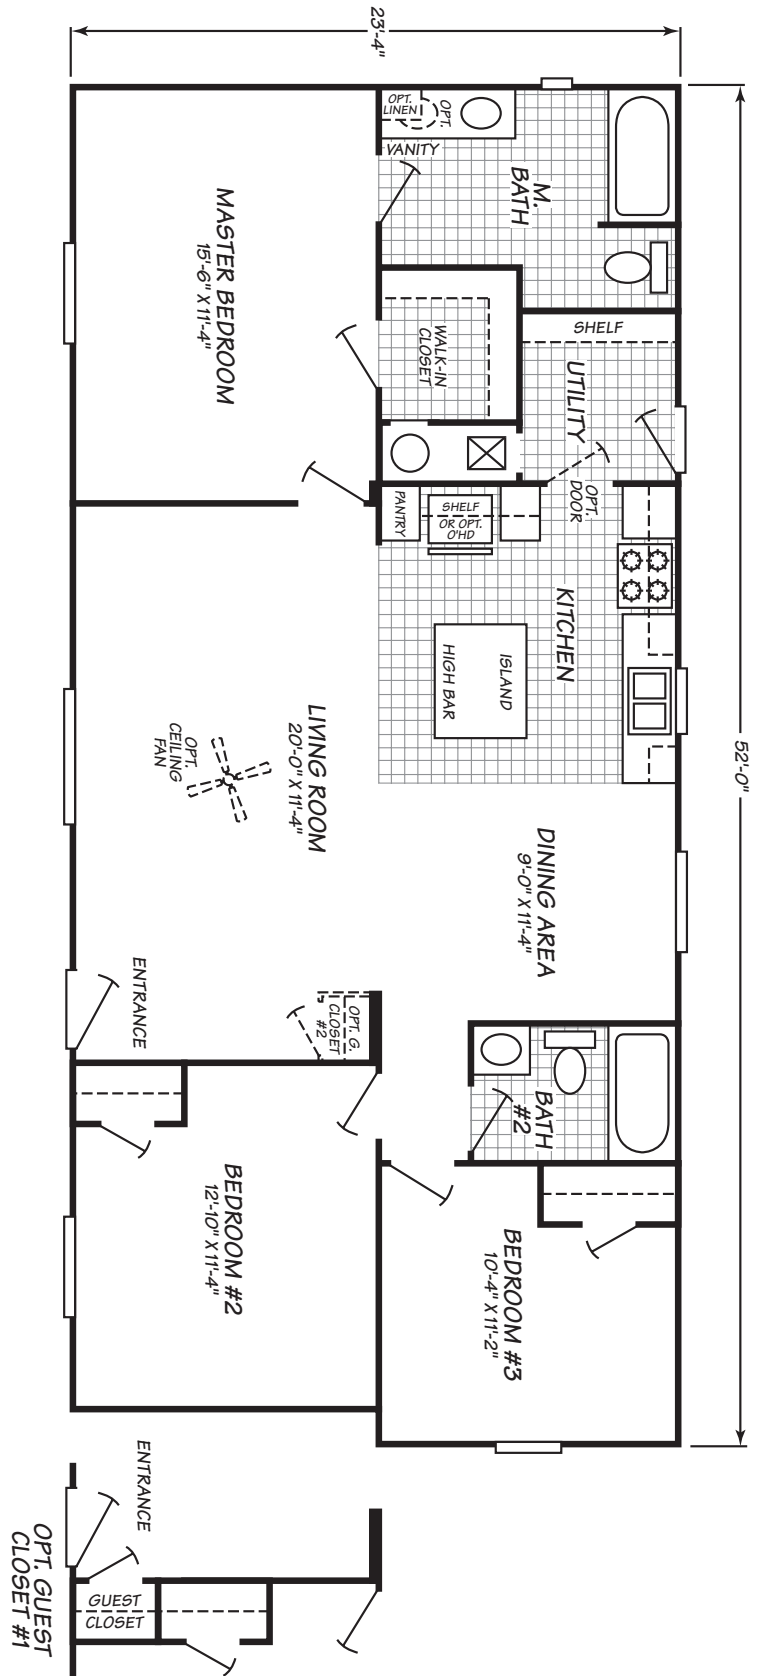 23'-4"
52'-0"
OPT.
LINEN
OPT.
VANITY
M.
BATH
MASTER BEDROOM
15'-6" X 11'-4"
WALK-IN
CLOSET
SHELF
UTILITY
OPT.
DOOR
PANTRY
SHELF
OR OPT.
O'HD
KITCHEN
ISLAND
HIGH BAR
LIVING ROOM
20'-0" X 11'-4"
OPT.
CEILING
FAN
DINING AREA
9'-0" X 11'-4"
ENTRANCE
OPT. G.
CLOSET
#2
BATH
#2
BEDROOM #2
12'-10" X 11'-4"
BEDROOM #3
10'-4" X 11'-2"
ENTRANCE
GUEST
CLOSET
OPT. GUEST
CLOSET #1